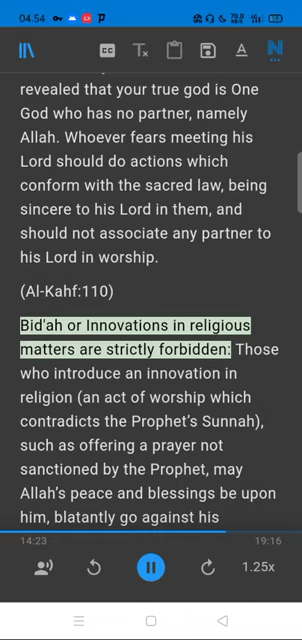 04.54
CC
revealed that your true god is One
God who has no partner, namely
Allah. Whoever fears meeting his
Lord should do actions which
conform with the sacred law, being
sincere to his Lord in them, and
should not associate any partner to
his Lord in worship.
(Al-Kahf:110)
Bid'ah or Innovations in religious
matters are strictly forbidden: Those
who introduce an innovation in
religion (an act of worship which
contradicts the Prophet’s Sunnah),
such as offering a prayer not
sanctioned by the Prophet, may
Allah’s peace and blessings be upon
him, blatantly go against his
14:23
19:16
1.25x